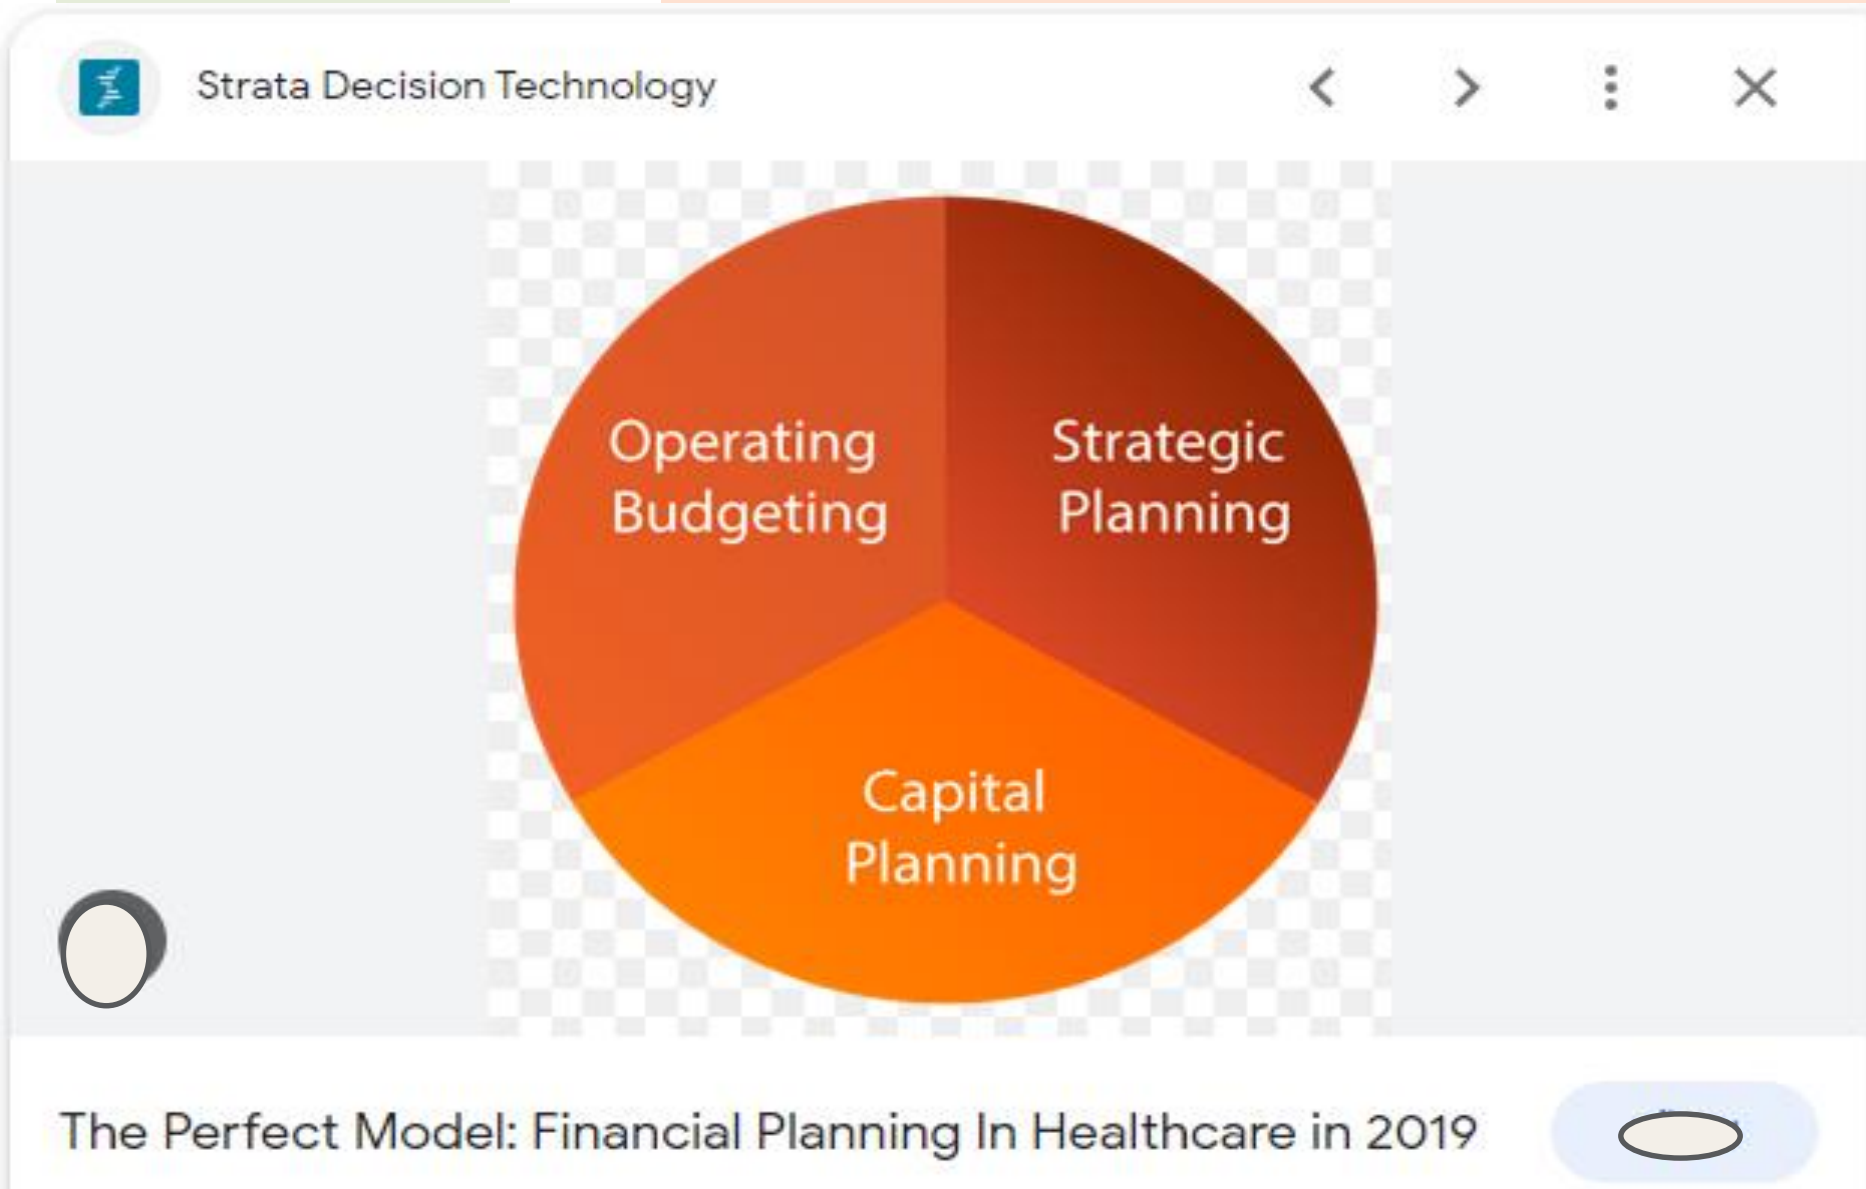 Strata Decision Technology
Operating
Budgeting
Strategic
Planning
Capital
Planning
The Perfect Model: Financial Planning In Healthcare in 2019